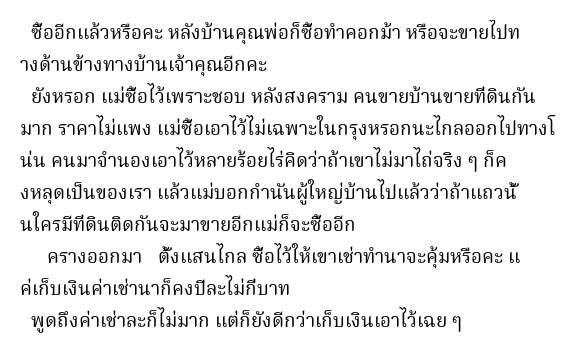 ซื้ออีกแล้วหรือคะ หลังบ้านคุณพ่อก็ซื้อทำคอกม้า หรือจะขายไปท
างด้านข้างทางบ้านเจ้าคุณอีกคะ
ยังหรอก แม่ซื้อไว้เพราะชอบ หลังสงคราม คนขายบ้านขายที่ดินกัน
มาก ราคาไม่แพง แม่ซื้อเอาไว้ไม่เฉพาะในกรุงหรอกนะไกลออกไปทางโ
น่น คนมาจำนองเอาไว้หลายร้อยไร่คิดว่าถ้าเขาไม่มาไถ่จริง ๆ ก็ค
งหลุดเป็นของเรา แล้วแม่บอกกำนันผู้ใหญ่บ้านไปแล้วว่าถ้าแถวนั้
นใครมีที่ดินติดกันจะมาขายอีกแม่ก็จะซื้ออีก
ครางออกมา ตั้งแสนไกล ซื้อไว้ให้เขาเช่าทำนาจะคุ้มหรือคะ แ
ค่เก็บเงินค่าเช่านาก็คงปีละไม่กี่บาท
พูดถึงค่าเช่าละก็ไม่มาก แต่ก็ยังดีกว่าเก็บเงินเอาไว้เฉย ๆ